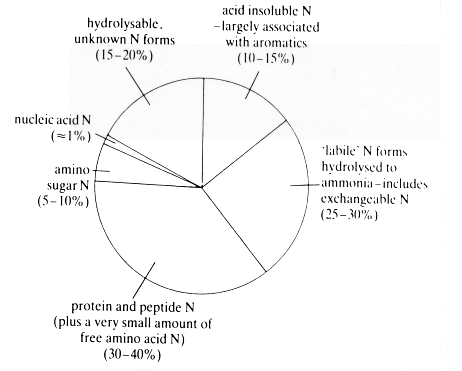 hydrolysable,
unknown N forms
(15–20%)
acid insoluble N
–largely associated
with aromatics
(10–15%)
nucleic acid N
(≈1%)
amino
sugar N
(5–10%)
'labile' N forms
hydrolysed to
ammonia–includes
exchangeable N
(25–30%)
protein and peptide N
(plus a very small amount of
free amino acid N)
(30–40%)